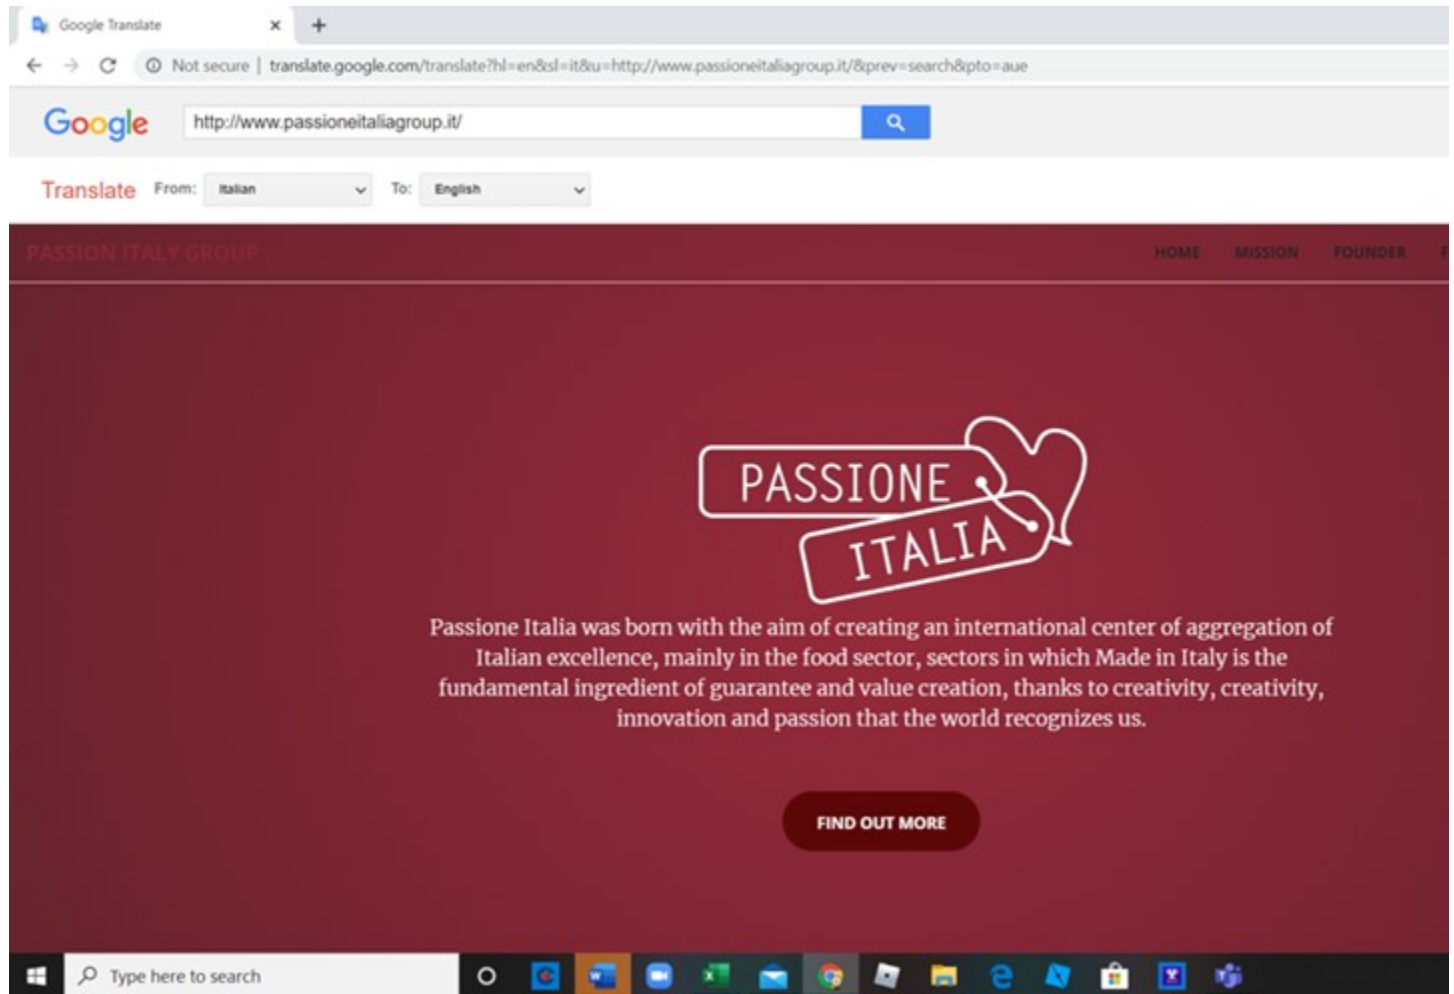 Google Translate
Not secure | translate.google.com/translate?hl=en&sl=it&u=http://www.passioneitaliagroup.it/&prev=search&pto=aue
Google http://www.passioneitaliagroup.it/
Translate From: Italian To: English
PASSION ITALY GROUP HOME MISSION FOUNDER
PASSIONE
ITALIA
Passione Italia was born with the aim of creating an international center of aggregation of
Italian excellence, mainly in the food sector, sectors in which Made in Italy is the
fundamental ingredient of guarantee and value creation, thanks to creativity, creativity,
innovation and passion that the world recognizes us.
FIND OUT MORE
Type here to search